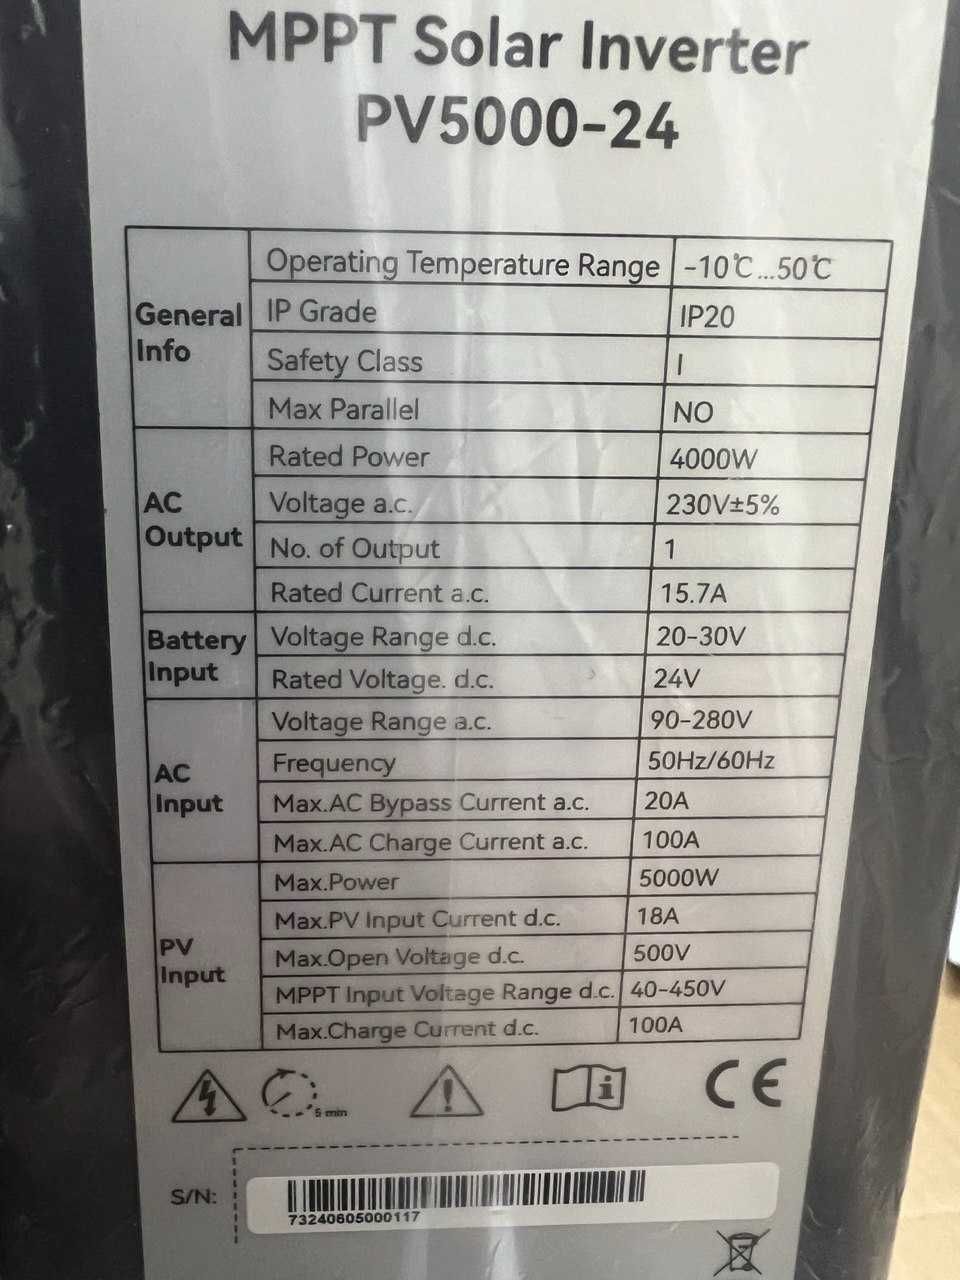 MPPT Solar Inverter
PV5000-24
General Info
Operating Temperature Range -10℃...50℃
IP Grade IP20
Safety Class I
Max Parallel NO
AC Output
Rated Power 4000W
Voltage a.c. 230V±5%
No. of Output 1
Rated Current a.c. 15.7A
Battery Input
Voltage Range d.c. 20-30V
Rated Voltage. d.c. 24V
AC Input
Voltage Range a.c. 90-280V
Frequency 50Hz/60Hz
Max.AC Bypass Current a.c. 20A
Max.AC Charge Current a.c. 100A
PV Input
Max.Power 5000W
Max.PV Input Current d.c. 18A
Max.Open Voltage d.c. 500V
MPPT Input Voltage Range d.c. 40-450V
Max.Charge Current d.c. 100A
5 min
CE
S/N:
73240605000117